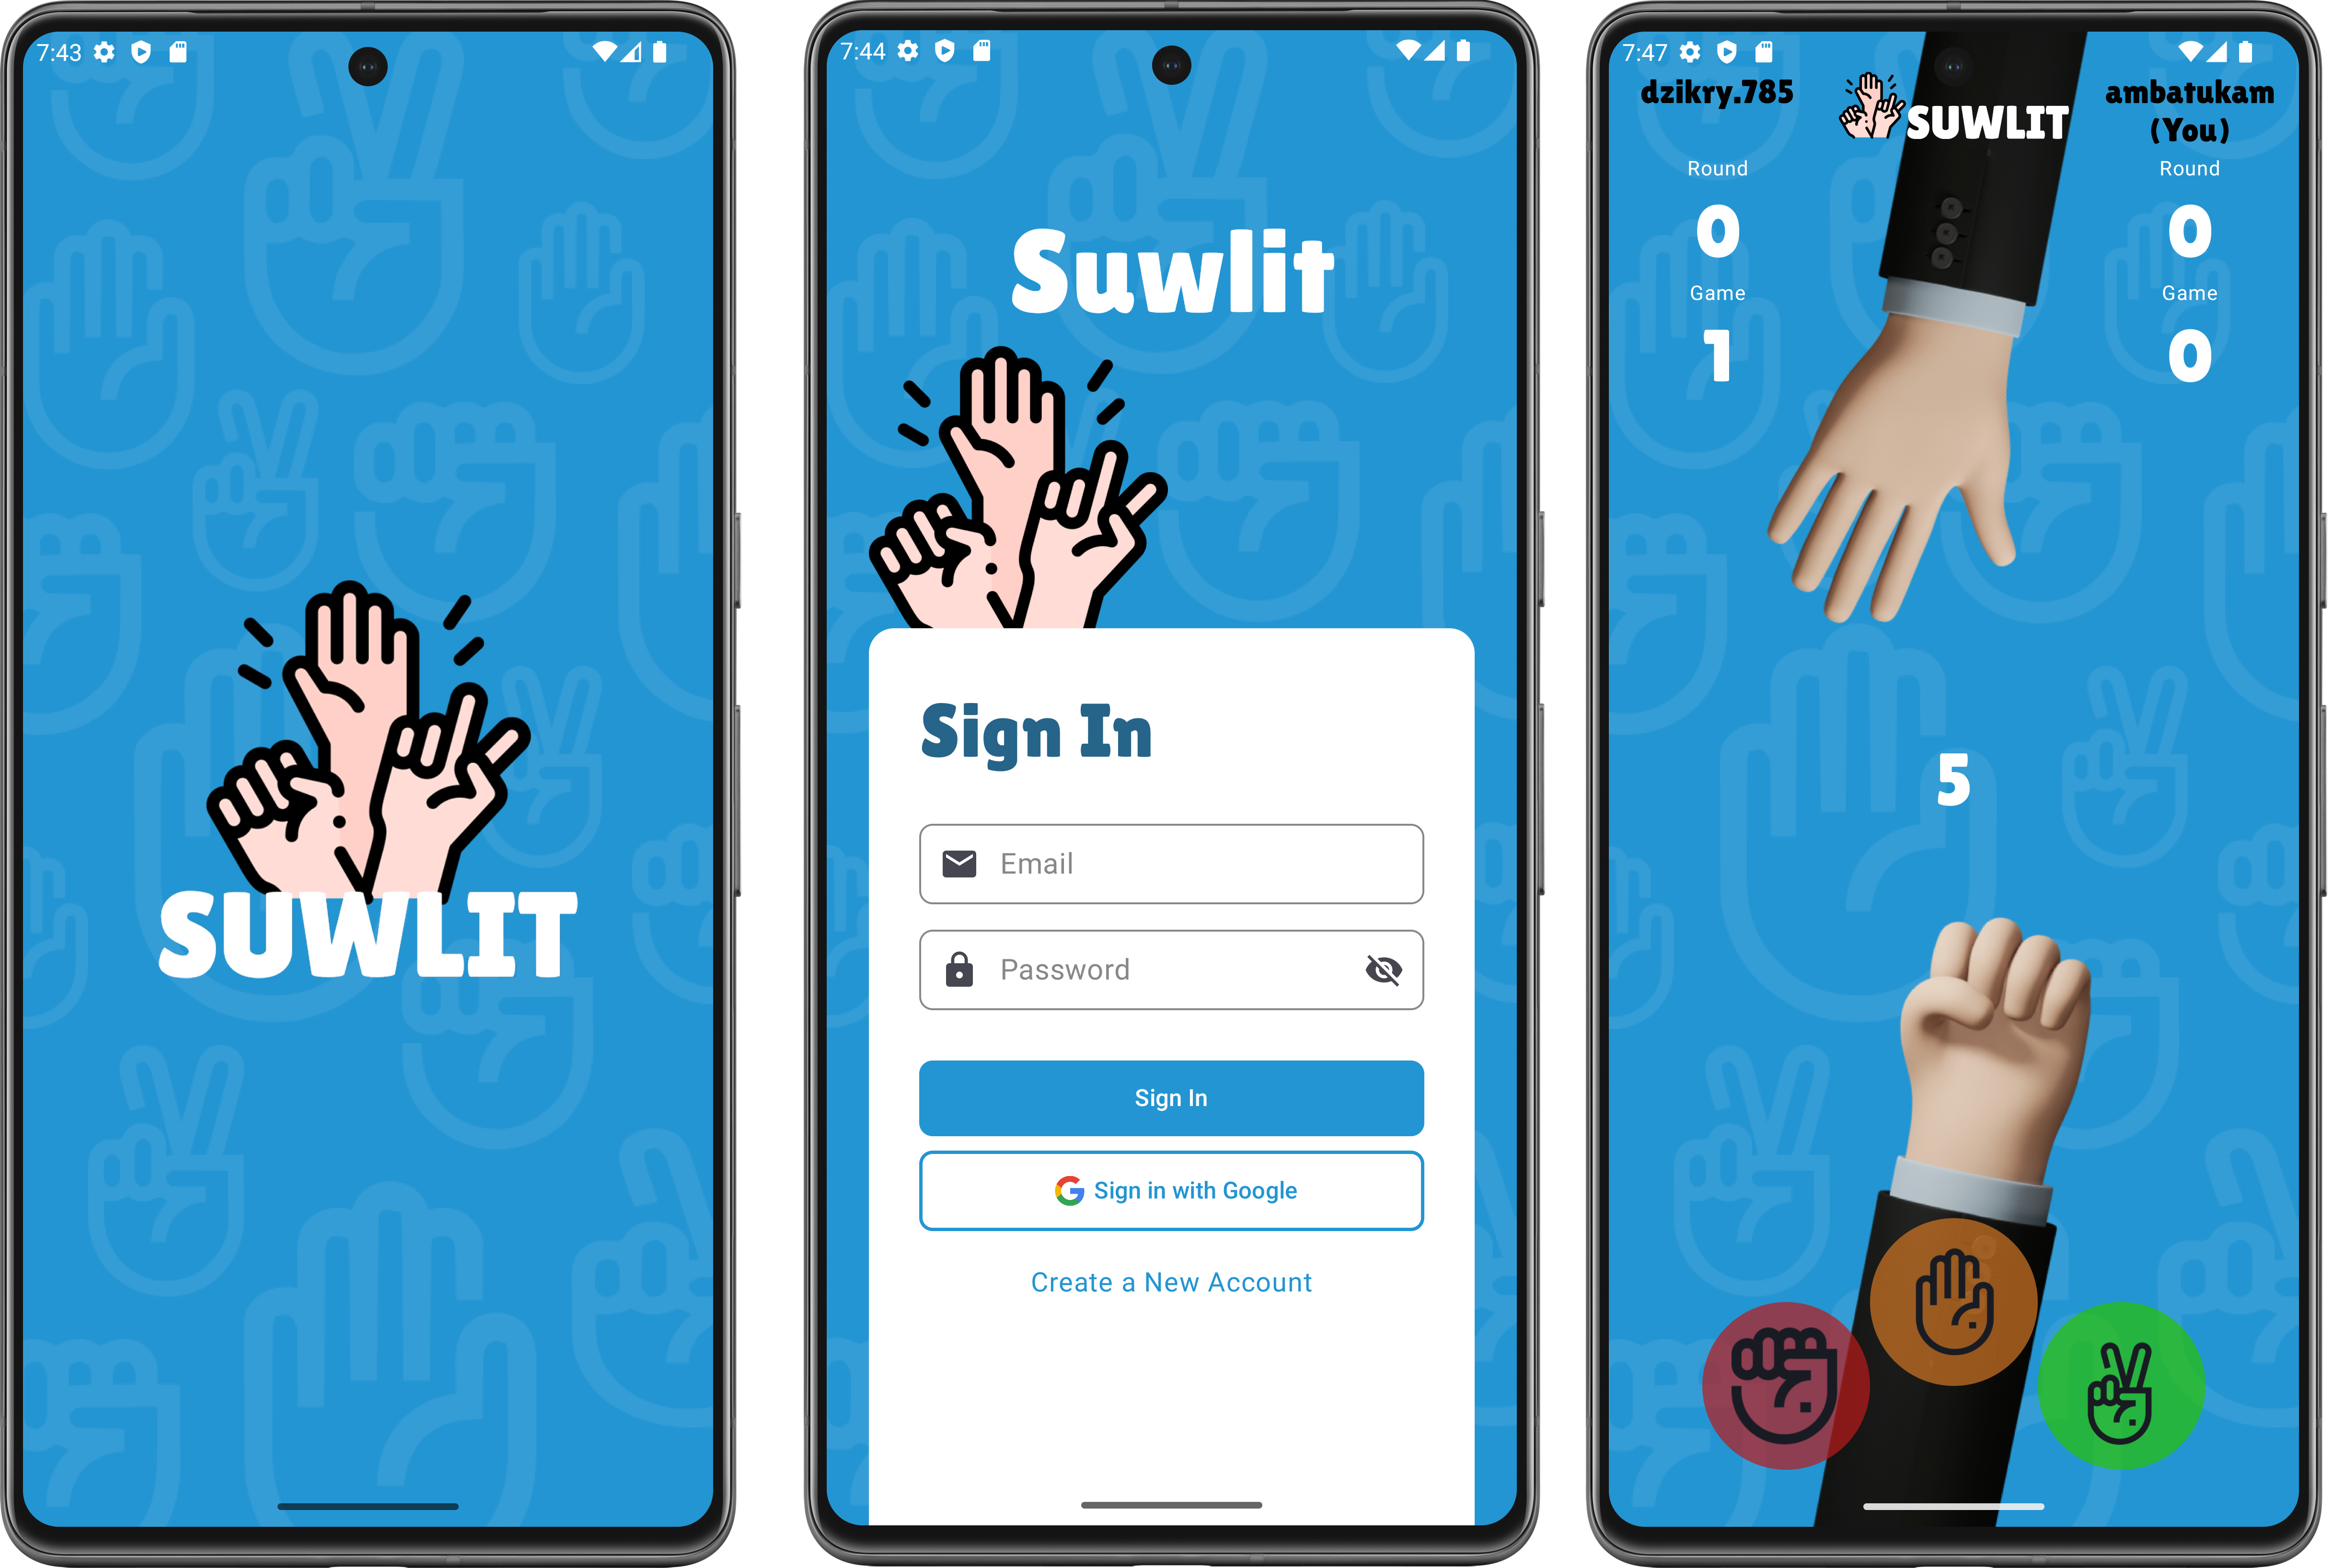 7:43
SUWLIT
7:44
Suwlit
Sign In
Email
Password
Sign In
Sign in with Google
Create a New Account
7:47
dzikry.785
SUWLIT
ambatukam
(You)
Round
Round
0
0
Game
Game
1
0
5